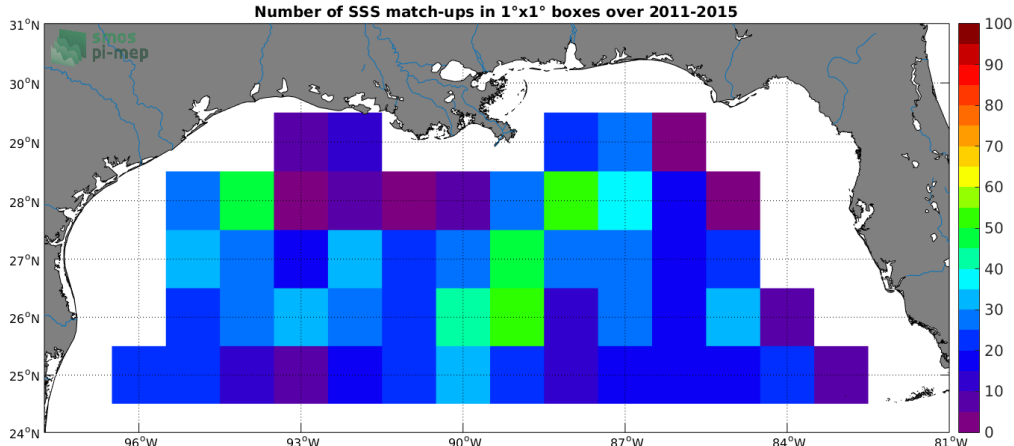 Number of SSS match-ups in 1°x1° boxes over 2011-2015
smos
pi-mep
31°N
30°N
29°N
28°N
27°N
26°N
25°N
24°N
96°W
93°W
90°W
87°W
84°W
81°W
100
90
80
70
60
50
40
30
20
10
0